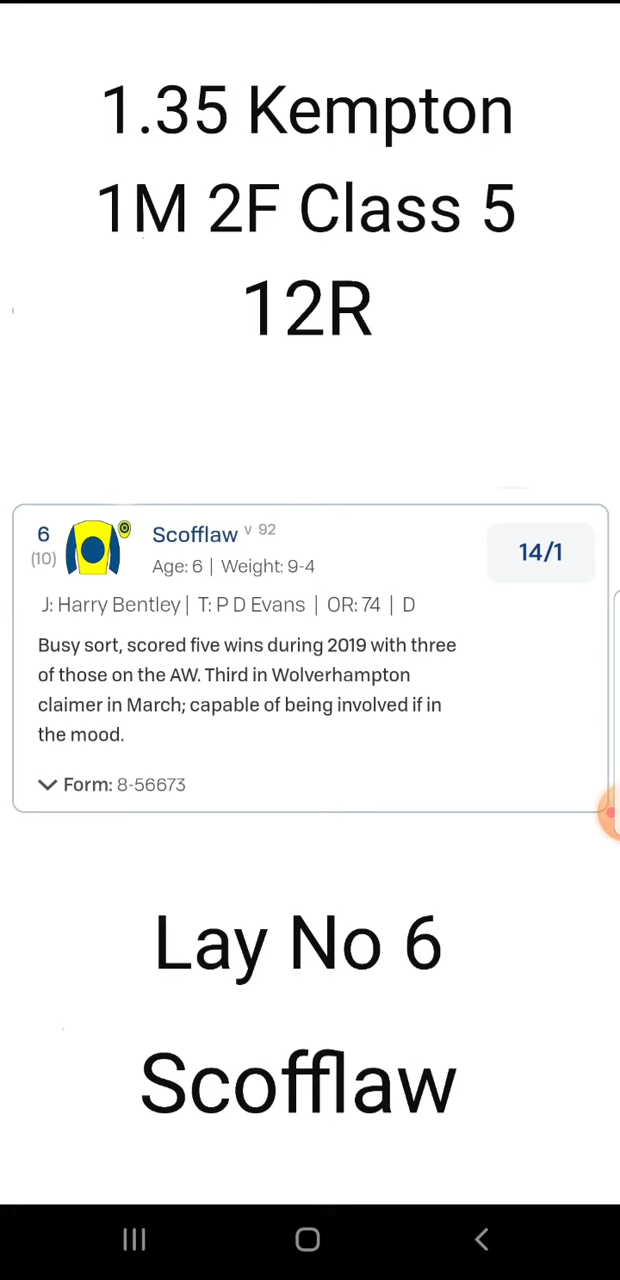 1.35 Kempton
1M 2F Class 5
12R
6 Scofflaw v 92 14/1
(10) Age: 6 | Weight: 9-4
J: Harry Bentley | T: P D Evans | OR: 74 | D
Busy sort, scored five wins during 2019 with three
of those on the AW. Third in Wolverhampton
claimer in March; capable of being involved if in
the mood.
Form: 8-56673
Lay No 6
Scofflaw